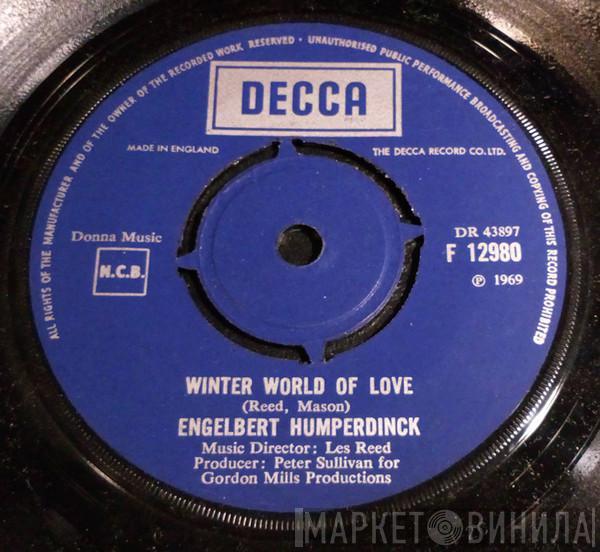 ALL RIGHTS OF THE MANUFACTURER AND OF THE OWNER OF THE RECORDED WORK RESERVED · UNAUTHORISED PUBLIC PERFORMANCE BROADCASTING AND COPYING OF THIS RECORD PROHIBITED
DECCA
MADE IN ENGLAND
THE DECCA RECORD CO. LTD.
Donna Music
N.C.B.
DR 43897
F 12980
℗ 1969
WINTER WORLD OF LOVE
(Reed, Mason)
ENGELBERT HUMPERDINCK
Music Director: Les Reed
Producer: Peter Sullivan for
Gordon Mills Productions
МАРКЕТ ВИНИЛА